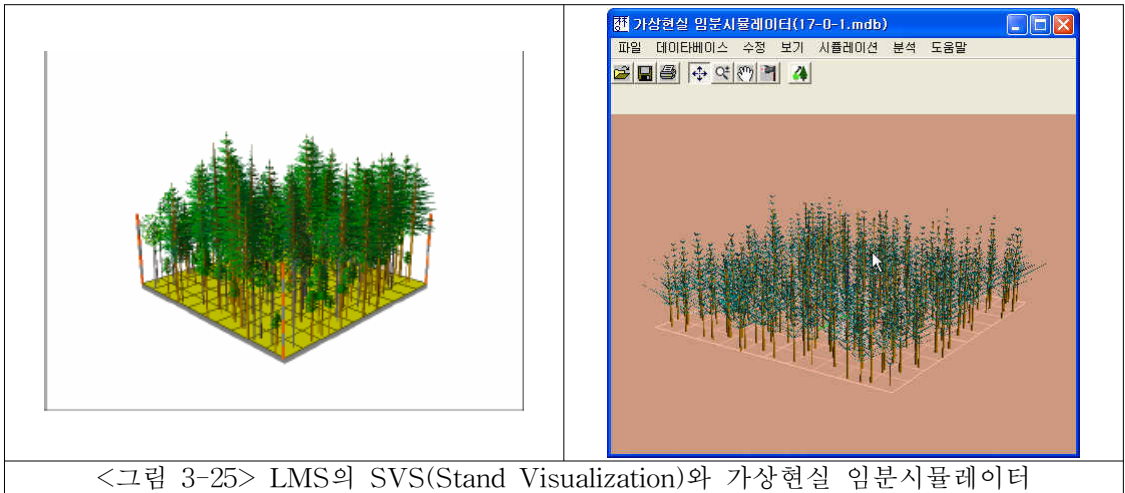 가상현실 임분시뮬레이터(17-0-1.mdb)
파일 데이타베이스 수정 보기 시뮬레이션 분석 도움말
<그림 3-25> LMS의 SVS(Stand Visualization)와 가상현실 임분시뮬레이터